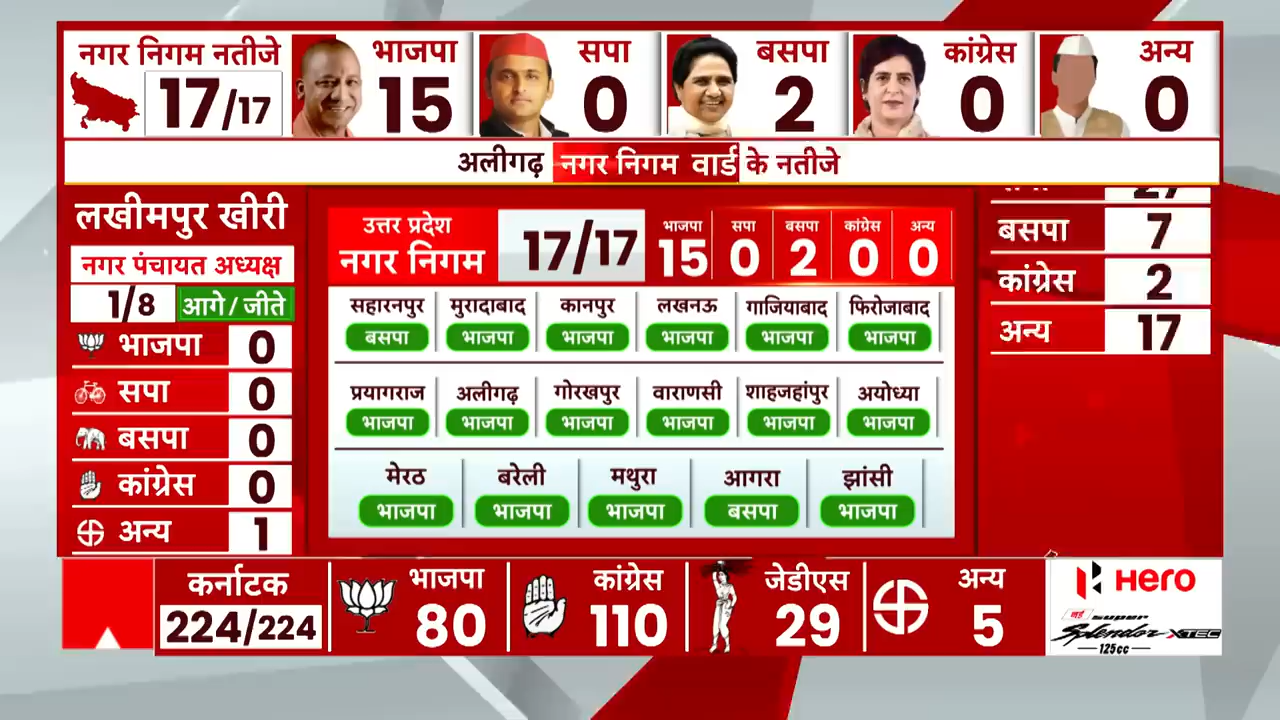 नगर निगम नतीजे
17/17
भाजपा
15
सपा
0
बसपा
2
कांग्रेस
0
अन्य
0
अलीगढ़ नगर निगम वार्ड के नतीजे
लखीमपुर खीरी
नगर पंचायत अध्यक्ष
1/8 आगे/जीते
भाजपा 0
सपा 0
बसपा 0
कांग्रेस 0
अन्य 1
उत्तर प्रदेश
नगर निगम
17/17
भाजपा सपा बसपा कांग्रेस अन्य
15 0 2 0 0
सहारनपुर मुरादाबाद कानपुर लखनऊ गाजियाबाद फिरोजाबाद
बसपा भाजपा भाजपा भाजपा भाजपा भाजपा
प्रयागराज अलीगढ़ गोरखपुर वाराणसी शाहजहांपुर अयोध्या
भाजपा भाजपा भाजपा भाजपा भाजपा भाजपा
मेरठ बरेली मथुरा आगरा झांसी
भाजपा भाजपा भाजपा बसपा भाजपा
बसपा 7
कांग्रेस 2
अन्य 17
कर्नाटक
224/224
भाजपा
80
कांग्रेस
110
जेडीएस
29
अन्य
5
Hero
नई super
Splendor XTEC
125cc